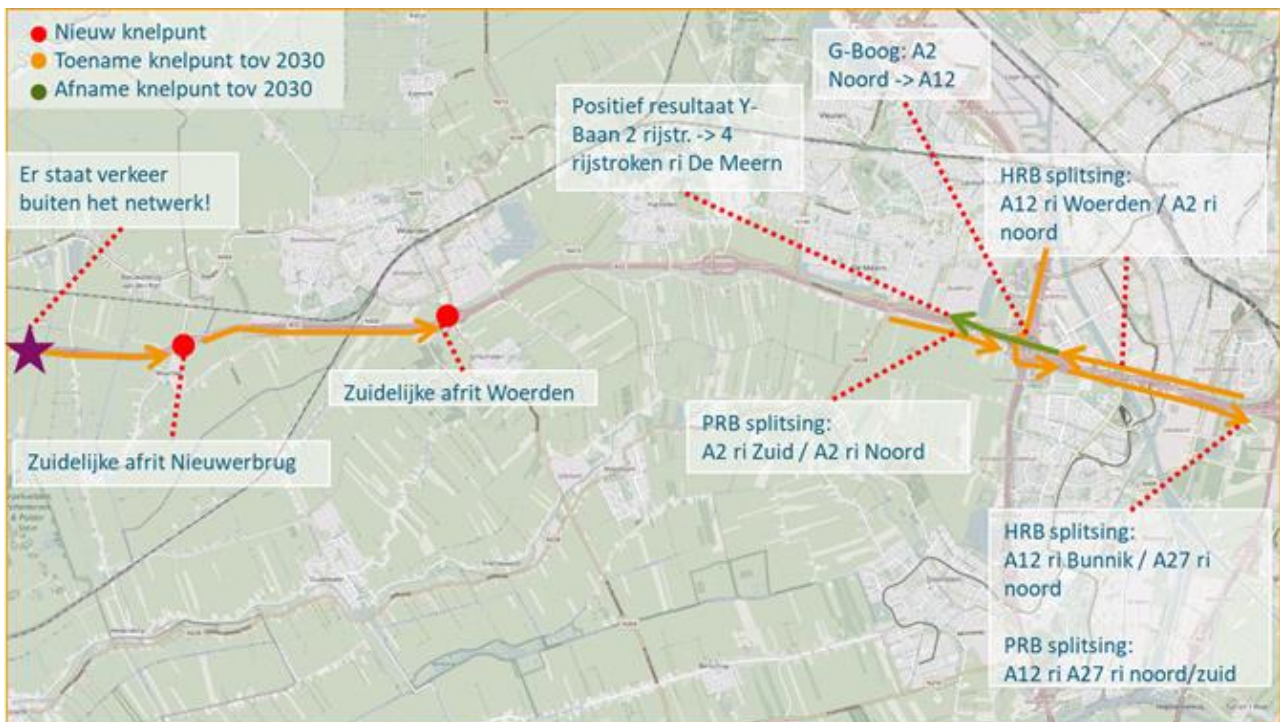 Nieuw knelpunt
Toename knelpunt tov 2030
Afname knelpunt tov 2030
G-Boog: A2
Noord -> A12
Positief resultaat Y-
Baan 2 rijstr. -> 4
rijstroken ri De Meern
Er staat verkeer
buiten het netwerk!
HRB splitsing:
A12 ri Woerden / A2 ri
noord
Woerden
De Meern
Zuidelijke afrit Woerden
PRB splitsing:
A2 ri Zuid / A2 ri Noord
Zuidelijke afrit Nieuwerbrug
HRB splitsing:
A12 ri Bunnik / A27 ri
noord
PRB splitsing:
A12 ri A27 ri noord/zuid